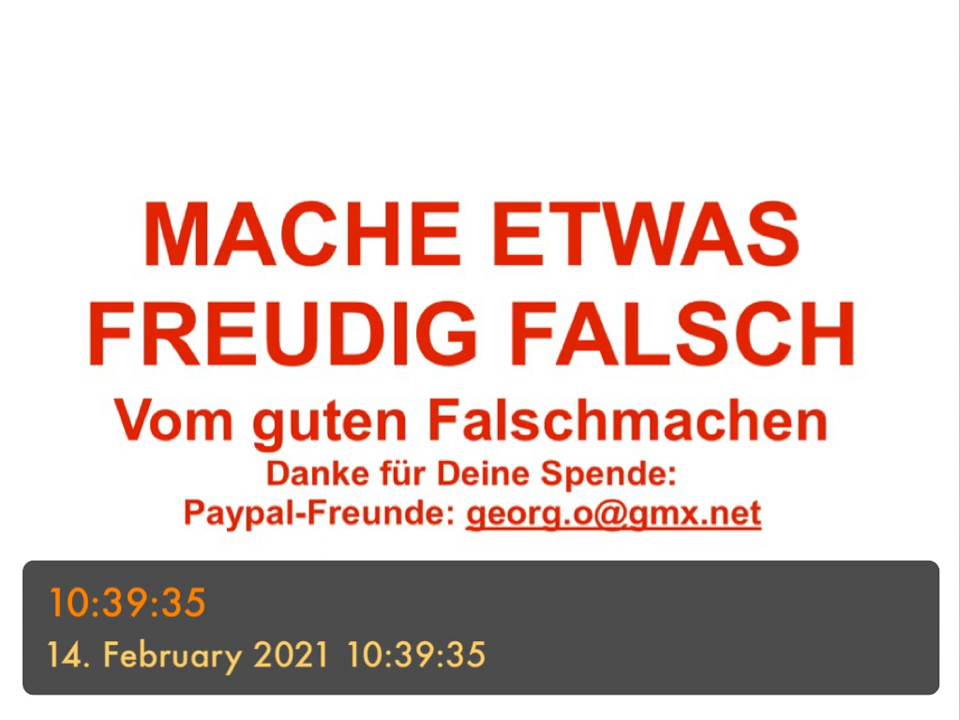 MACHE ETWAS
FREUDIG FALSCH
Vom guten Falschmachen
Danke für Deine Spende:
Paypal-Freunde: georg.o@gmx.net
10:39:35
14. February 2021 10:39:35